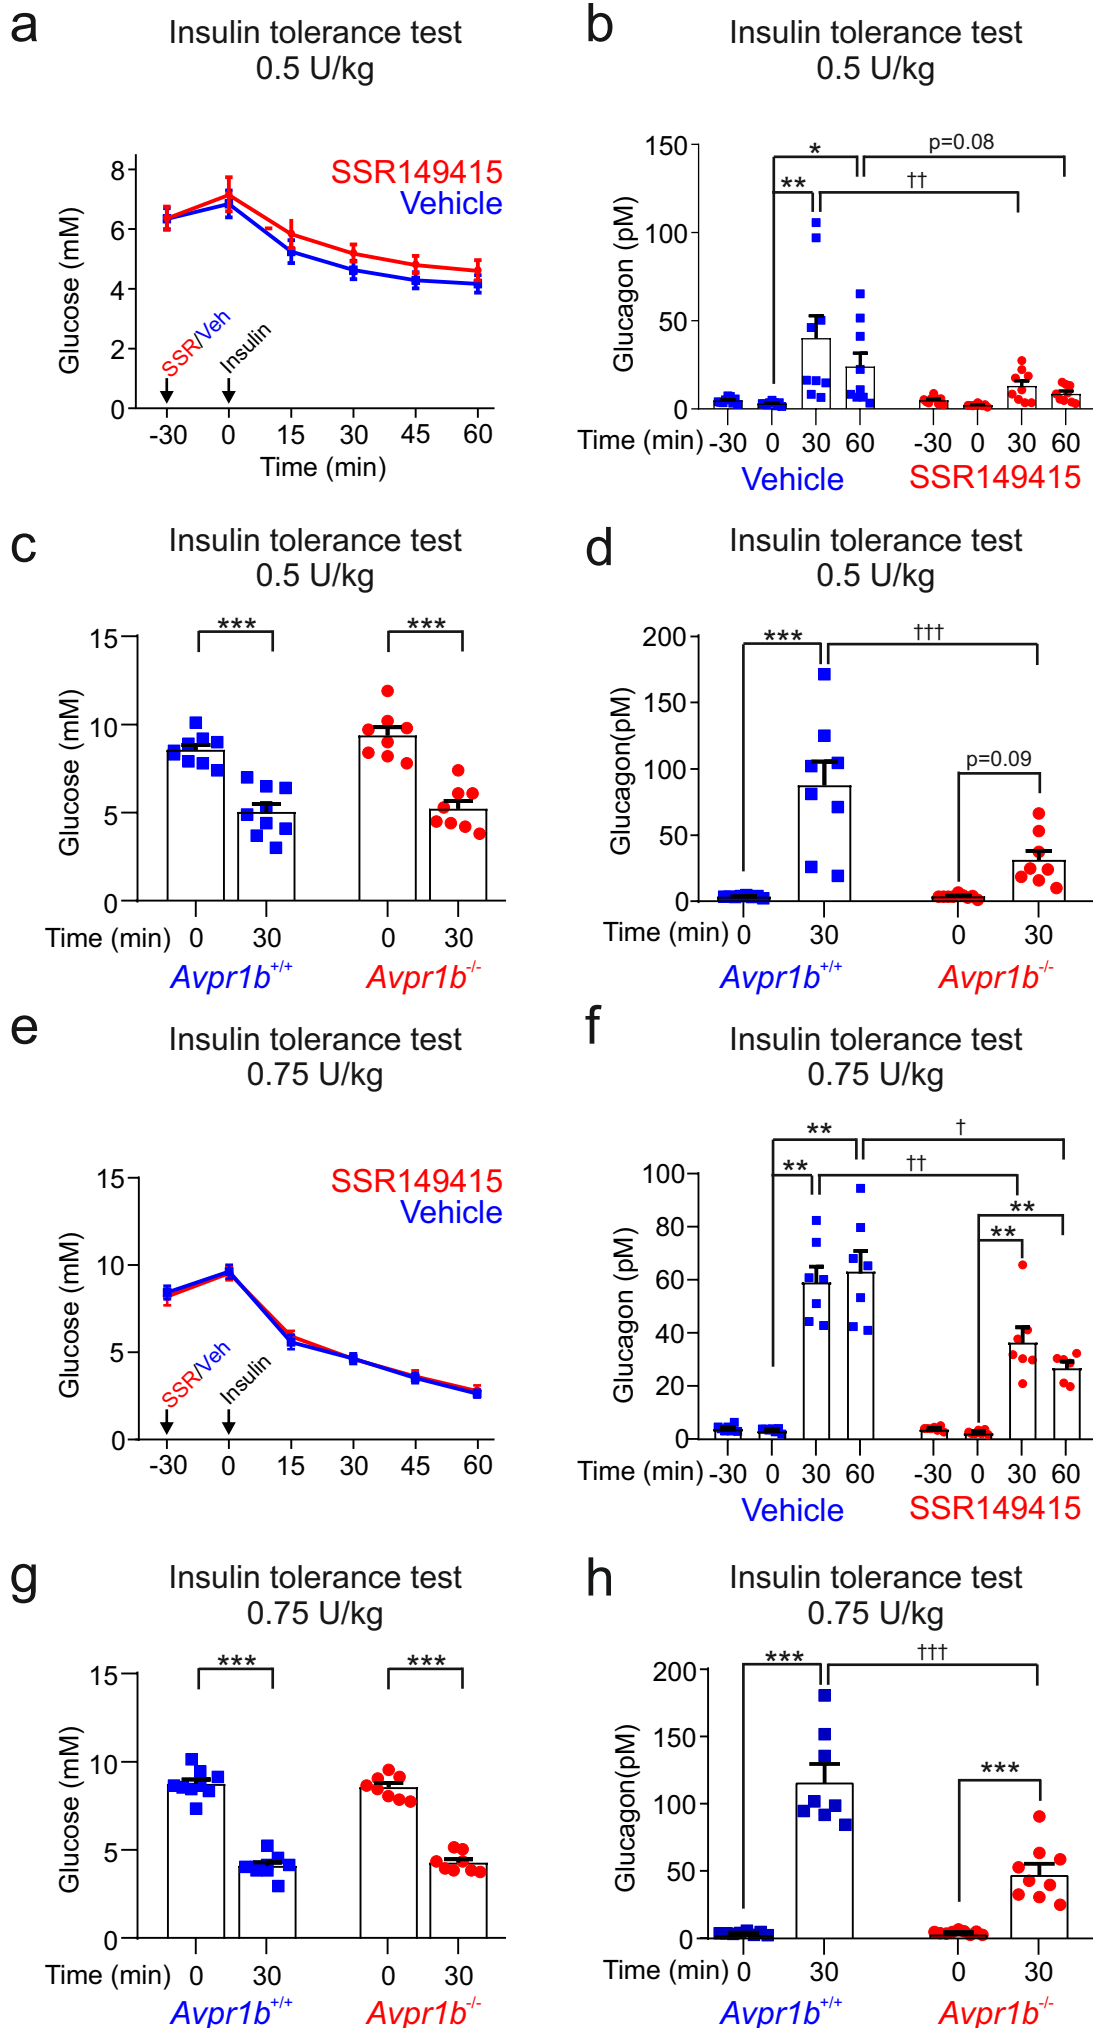 a
Insulin tolerance test
0.5 U/kg
SSR149415
Vehicle
Glucose (mM)
8
6
4
2
0
SSR/Veh
Insulin
-30 0 15 30 45 60
Time (min)
b
Insulin tolerance test
0.5 U/kg
Glucagon (pM)
150
100
50
0
* p=0.08
** ††
Time (min) -30 0 30 60 -30 0 30 60
Vehicle SSR149415
c
Insulin tolerance test
0.5 U/kg
Glucose (mM)
15
10
5
0
*** ***
Time (min) 0 30 0 30
Avpr1b+/+ Avpr1b-/-
d
Insulin tolerance test
0.5 U/kg
Glucagon(pM)
200
150
100
50
0
*** †††
p=0.09
Time (min) 0 30 0 30
Avpr1b+/+ Avpr1b-/-
e
Insulin tolerance test
0.75 U/kg
SSR149415
Vehicle
Glucose (mM)
15
10
5
0
SSR/Veh
Insulin
-30 0 15 30 45 60
Time (min)
f
Insulin tolerance test
0.75 U/kg
Glucagon (pM)
100
80
60
40
20
0
** †
** ††
**
**
Time (min) -30 0 30 60 -30 0 30 60
Vehicle SSR149415
g
Insulin tolerance test
0.75 U/kg
Glucose (mM)
15
10
5
0
*** ***
Time (min) 0 30 0 30
Avpr1b+/+ Avpr1b-/-
h
Insulin tolerance test
0.75 U/kg
Glucagon(pM)
200
150
100
50
0
*** †††
***
Time (min) 0 30 0 30
Avpr1b+/+ Avpr1b-/-